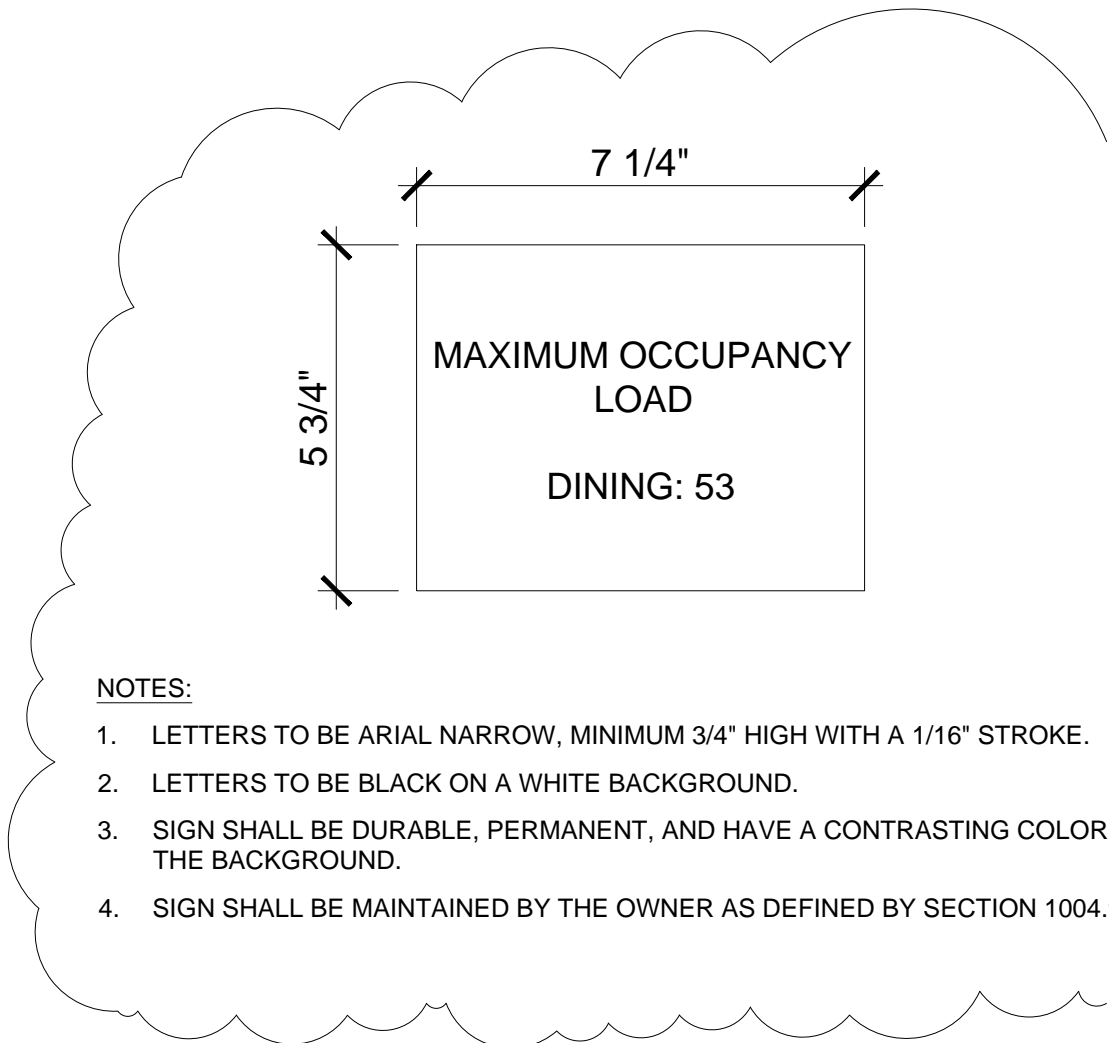 7 1/4"
5 3/4"
MAXIMUM OCCUPANCY
LOAD
DINING: 53
NOTES:
1. LETTERS TO BE ARIAL NARROW, MINIMUM 3/4" HIGH WITH A 1/16" STROKE.
2. LETTERS TO BE BLACK ON A WHITE BACKGROUND.
3. SIGN SHALL BE DURABLE, PERMANENT, AND HAVE A CONTRASTING COLOR
THE BACKGROUND.
4. SIGN SHALL BE MAINTAINED BY THE OWNER AS DEFINED BY SECTION 1004.